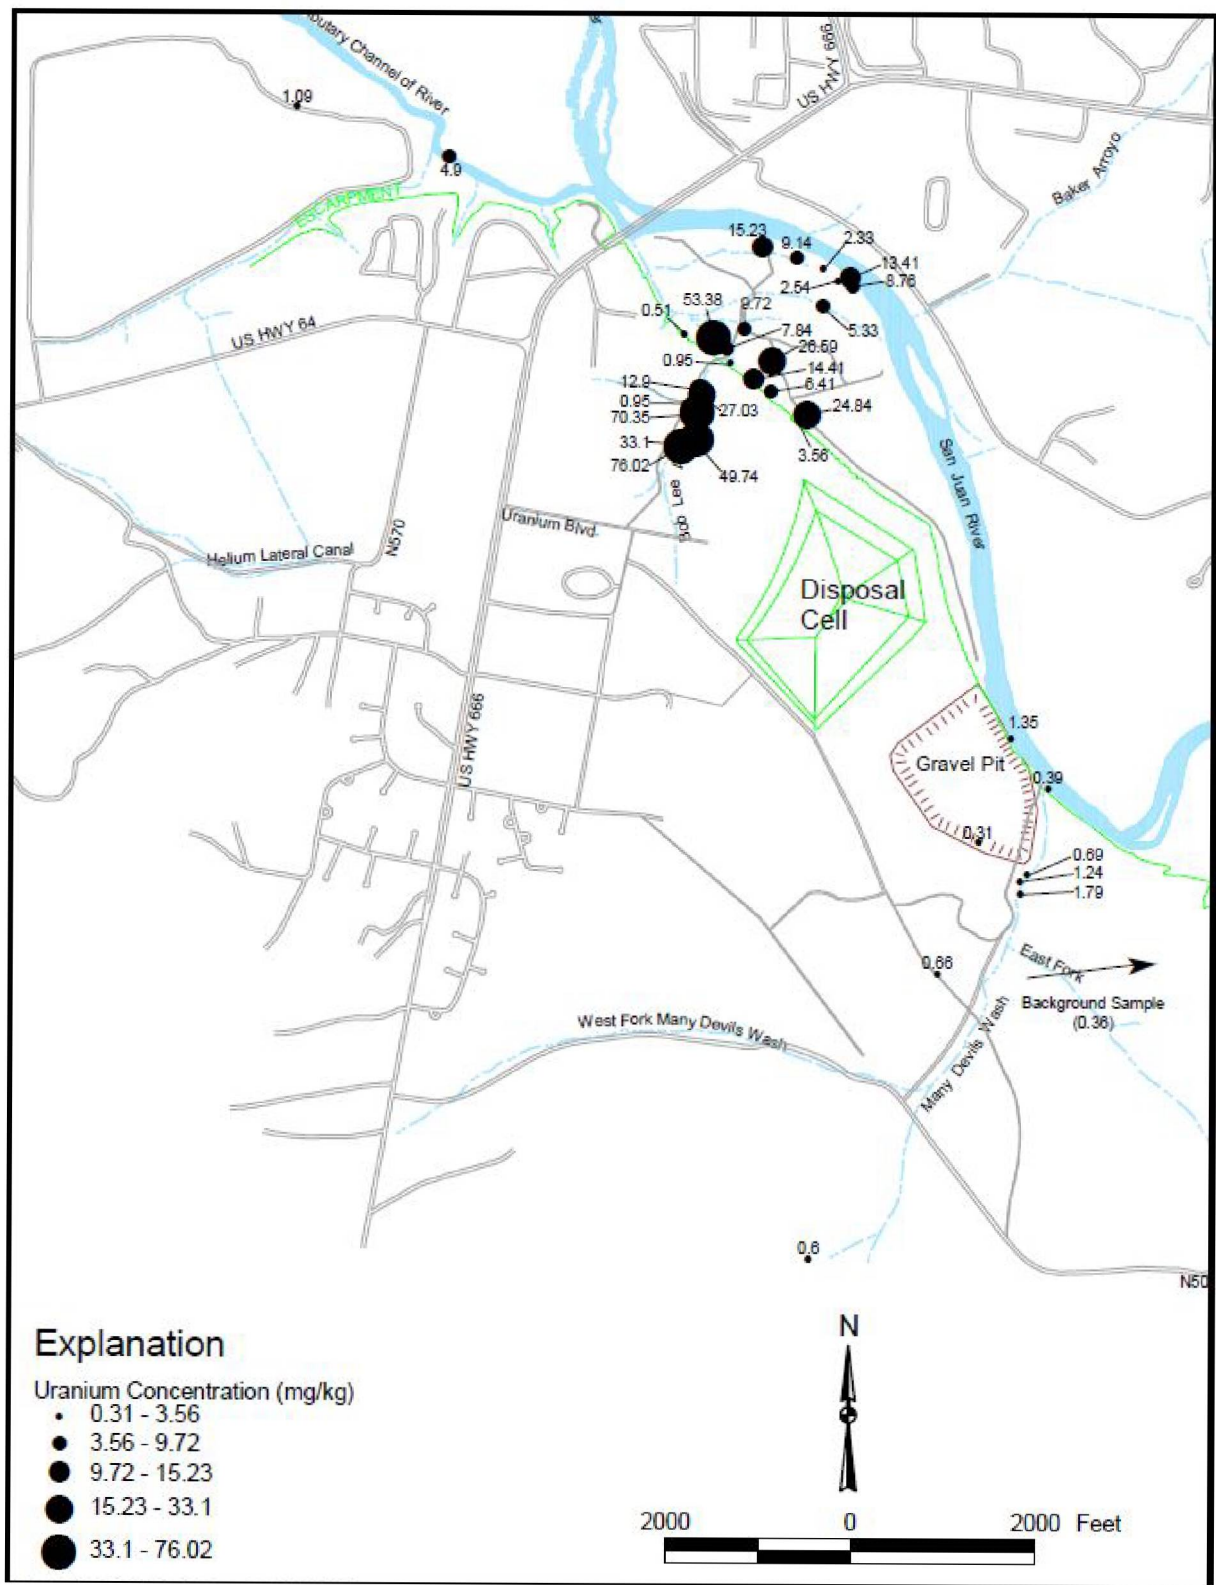 butary Channel of River
US HWY 666
1.09
4.9
ESCARPMENT
Baker Arroyo
15.23
9.14
2.33
13.41
2.54
8.76
53.38
9.72
0.51
5.33
7.84
26.59
0.95
14.41
6.41
12.9
0.95
27.03
70.35
24.84
33.1
3.56
76.02
49.74
US HWY 64
San Juan River
Bob Lee
Uranium Blvd.
N570
Helium Lateral Canal
Disposal
Cell
US HWY 666
1.35
Gravel Pit
0.39
0.31
0.69
1.24
1.79
0.66
East Fork
Background Sample
(0.36)
West Fork Many Devils Wash
Many Devils Wash
0.6
N50
Explanation
Uranium Concentration (mg/kg)
0.31 - 3.56
3.56 - 9.72
9.72 - 15.23
15.23 - 33.1
33.1 - 76.02
N
2000 0 2000 Feet